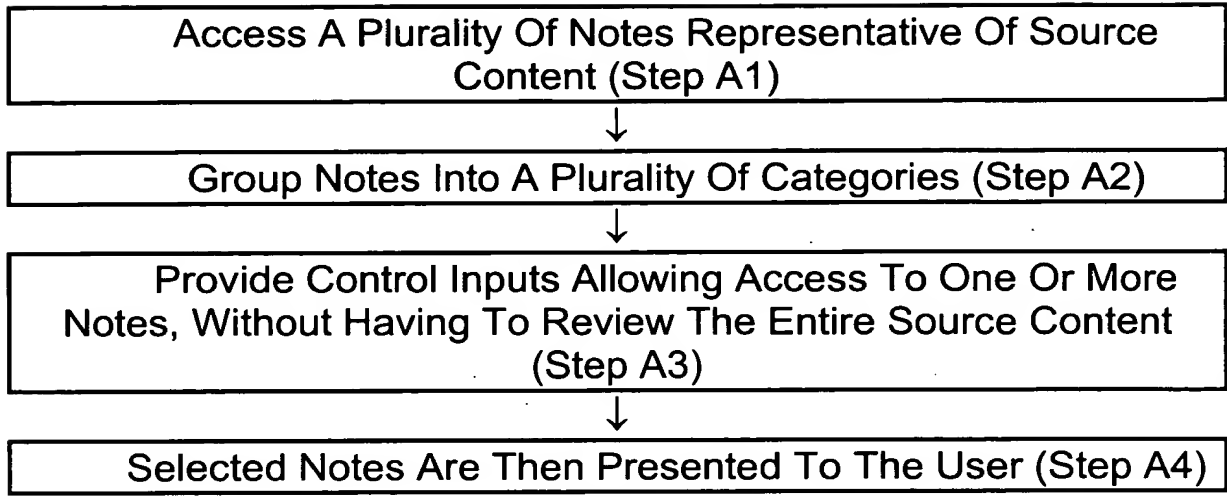 Access A Plurality Of Notes Representative Of Source
Content (Step A1)
↓
Group Notes Into A Plurality Of Categories (Step A2)
↓
Provide Control Inputs Allowing Access To One Or More
Notes, Without Having To Review The Entire Source Content
(Step A3)
↓
Selected Notes Are Then Presented To The User (Step A4)